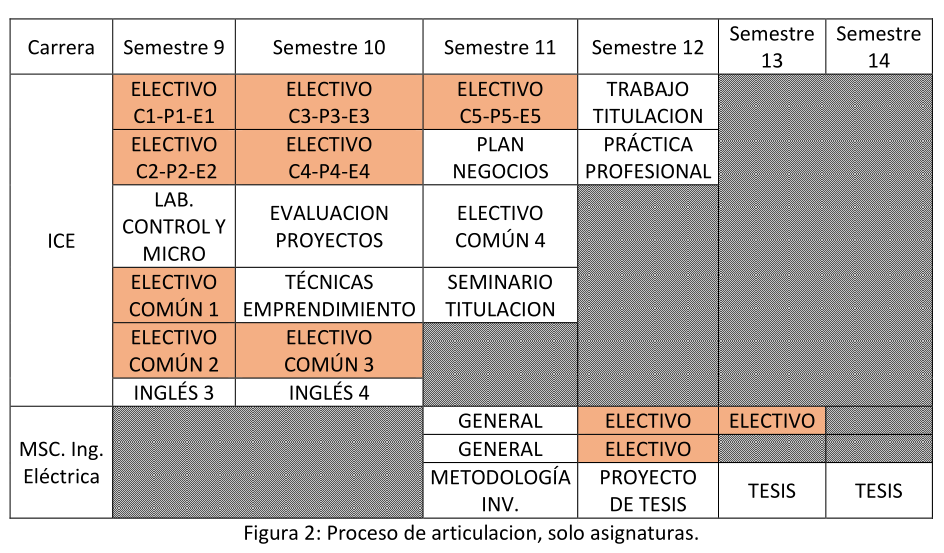 Carrera Semestre 9 Semestre 10 Semestre 11 Semestre 12 Semestre 13 Semestre 14
ICE
ELECTIVO ELECTIVO ELECTIVO TRABAJO
C1-P1-E1 C3-P3-E3 C5-P5-E5 TITULACION
ELECTIVO ELECTIVO PLAN PRÁCTICA
C2-P2-E2 C4-P4-E4 NEGOCIOS PROFESIONAL
LAB.
CONTROL Y
MICRO
EVALUACION
PROYECTOS
ELECTIVO
COMÚN 4
ELECTIVO TÉCNICAS SEMINARIO
COMÚN 1 EMPRENDIMIENTO TITULACION
ELECTIVO ELECTIVO
COMÚN 2 COMÚN 3
INGLÉS 3 INGLÉS 4
MSC. Ing.
Eléctrica
GENERAL ELECTIVO ELECTIVO
GENERAL ELECTIVO
METODOLOGÍA
INV.
PROYECTO
DE TESIS
TESIS TESIS
Figura 2: Proceso de articulacion, solo asignaturas.